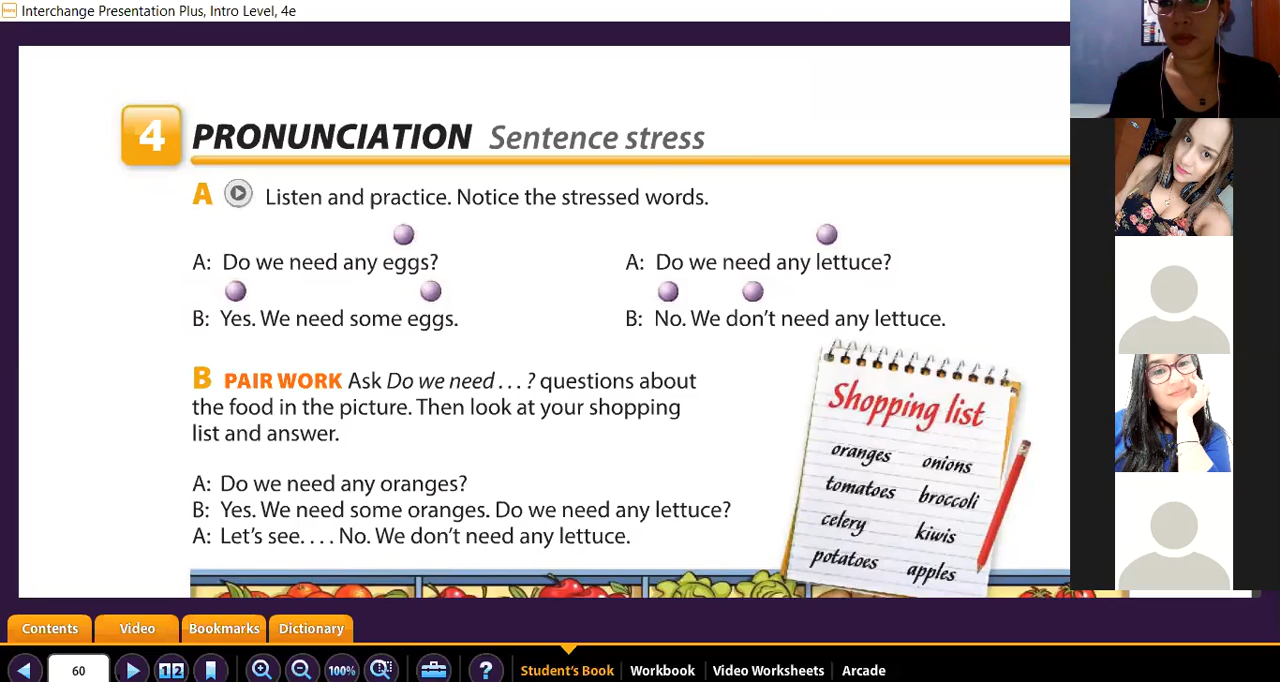 Interchange Presentation Plus, Intro Level, 4e
4 PRONUNCIATION Sentence stress
A Listen and practice. Notice the stressed words.
A: Do we need any eggs?
B: Yes. We need some eggs.
A: Do we need any lettuce?
B: No. We don't need any lettuce.
B PAIR WORK Ask Do we need . . . ? questions about
the food in the picture. Then look at your shopping
list and answer.
A: Do we need any oranges?
B: Yes. We need some oranges. Do we need any lettuce?
A: Let's see. . . . No. We don't need any lettuce.
Shopping list
oranges onions
tomatoes broccoli
celery kiwis
potatoes apples
Contents Video Bookmarks Dictionary
60 1 2 100% ? Student's Book Workbook Video Worksheets Arcade